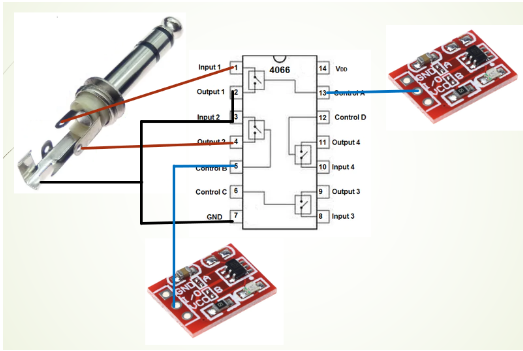 Input 1
1
4066
14
VDD
Output 1
2
13
Control A
Input 2
3
12
Control D
Output 2
4
11
Output 4
Control B
5
10
Input 4
Control C
6
9
Output 3
GND
7
8
Input 3
GND A
I/O
VCC B
GND A
I/O
VCC B